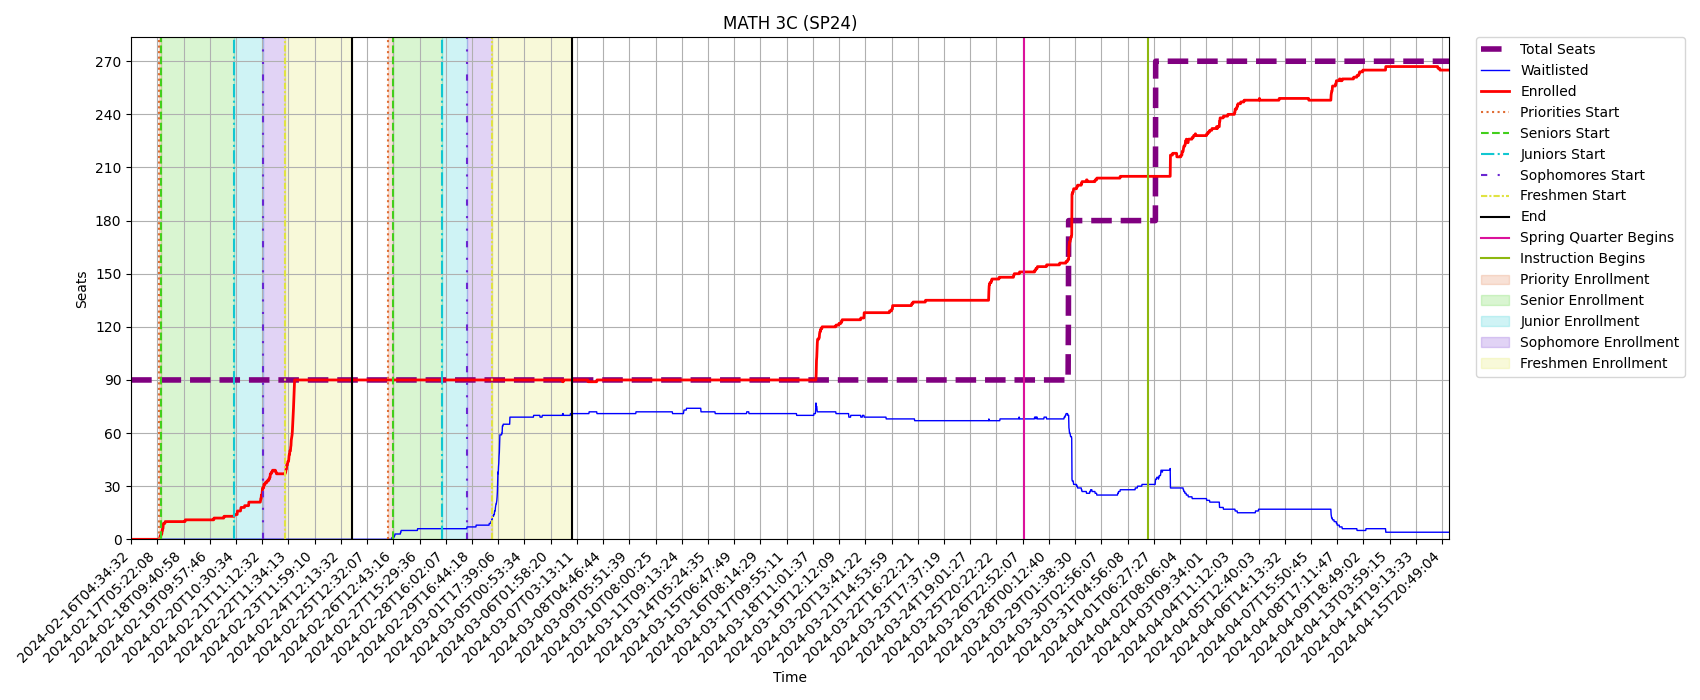 MATH 3C (SP24)
Seats
270
240
210
180
150
120
90
60
30
0
2024-02-16T04:34:32
2024-02-17T05:22:08
2024-02-18T09:40:58
2024-02-19T09:57:46
2024-02-20T10:30:34
2024-02-21T11:12:32
2024-02-22T11:34:13
2024-02-23T11:59:10
2024-02-24T12:13:32
2024-02-25T12:32:07
2024-02-26T12:43:16
2024-02-27T15:29:36
2024-02-28T16:02:07
2024-02-29T16:44:18
2024-03-01T17:39:06
2024-03-05T00:53:34
2024-03-06T01:58:20
2024-03-07T03:13:11
2024-03-08T04:46:44
2024-03-09T05:51:39
2024-03-10T08:00:25
2024-03-11T09:13:24
2024-03-14T05:24:35
2024-03-15T06:47:49
2024-03-16T08:14:29
2024-03-17T09:55:11
2024-03-18T11:01:37
2024-03-19T12:12:09
2024-03-20T13:41:22
2024-03-21T14:53:59
2024-03-22T16:22:21
2024-03-23T17:37:19
2024-03-24T19:01:27
2024-03-25T20:22:22
2024-03-26T22:52:07
2024-03-28T00:12:40
2024-03-29T01:38:30
2024-03-30T02:56:07
2024-03-31T04:56:08
2024-04-01T06:27:27
2024-04-02T08:06:04
2024-04-03T09:34:01
2024-04-04T11:12:03
2024-04-05T12:40:03
2024-04-06T14:13:32
2024-04-07T15:50:45
2024-04-08T17:11:47
2024-04-09T18:49:02
2024-04-13T03:59:15
2024-04-14T19:13:33
2024-04-15T20:49:04
Time
Total Seats
Waitlisted
Enrolled
Priorities Start
Seniors Start
Juniors Start
Sophomores Start
Freshmen Start
End
Spring Quarter Begins
Instruction Begins
Priority Enrollment
Senior Enrollment
Junior Enrollment
Sophomore Enrollment
Freshmen Enrollment